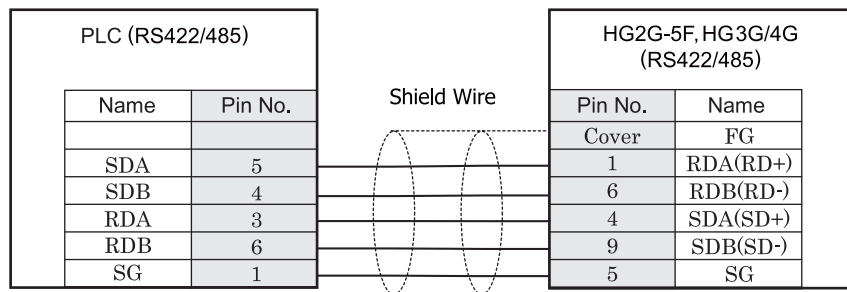 PLC (RS422/485)
HG2G-5F, HG3G/4G
(RS422/485)
Shield Wire
Name Pin No. Pin No. Name
Cover FG
SDA 5 1 RDA(RD+)
SDB 4 6 RDB(RD-)
RDA 3 4 SDA(SD+)
RDB 6 9 SDB(SD-)
SG 1 5 SG